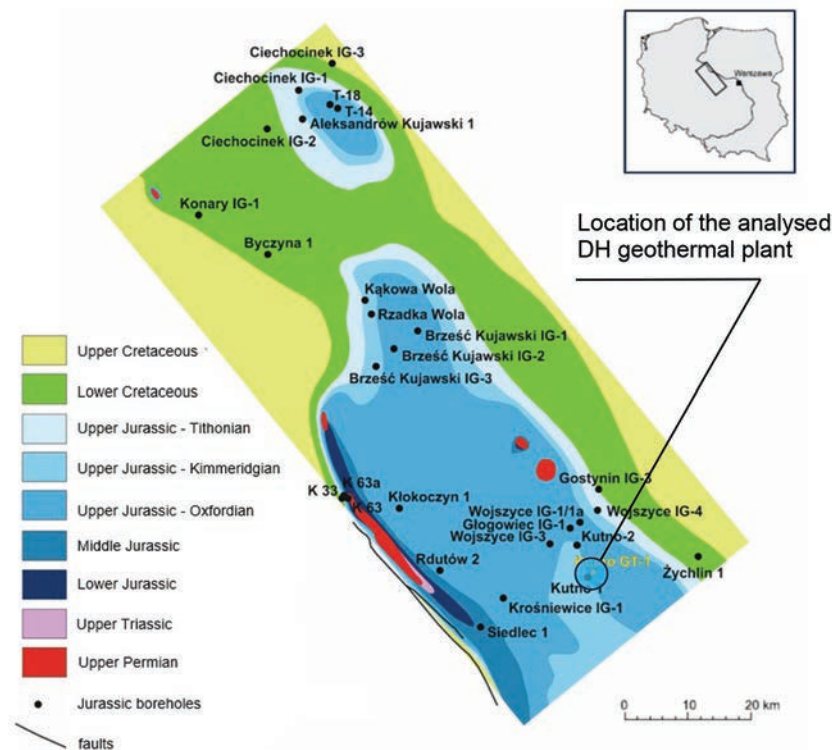 Ciechocinek IG-3
Ciechocinek IG-1
T-18
T-14
Aleksandrów Kujawski 1
Ciechocinek IG-2
Konary IG-1
Byczyna 1
Warszawa
Location of the analysed
DH geothermal plant
Kąkowa Wola
Rzadka Wola
Brześć Kujawski IG-1
Brześć Kujawski IG-2
Brześć Kujawski IG-3
K 33
K 63a
K 63
Kłokoczyn 1
Gostynin IG-3
Wojszyce IG-1/1a
Wojszyce IG-4
Głogowiec IG-1
Wojszyce IG-3
Kutno-2
GT-1
Kutno 1
Żychlin 1
Rdutów 2
Krośniewice IG-1
Siedlec 1
Upper Cretaceous
Lower Cretaceous
Upper Jurassic - Tithonian
Upper Jurassic - Kimmeridgian
Upper Jurassic - Oxfordian
Middle Jurassic
Lower Jurassic
Upper Triassic
Upper Permian
Jurassic boreholes
faults
0 10 20 km